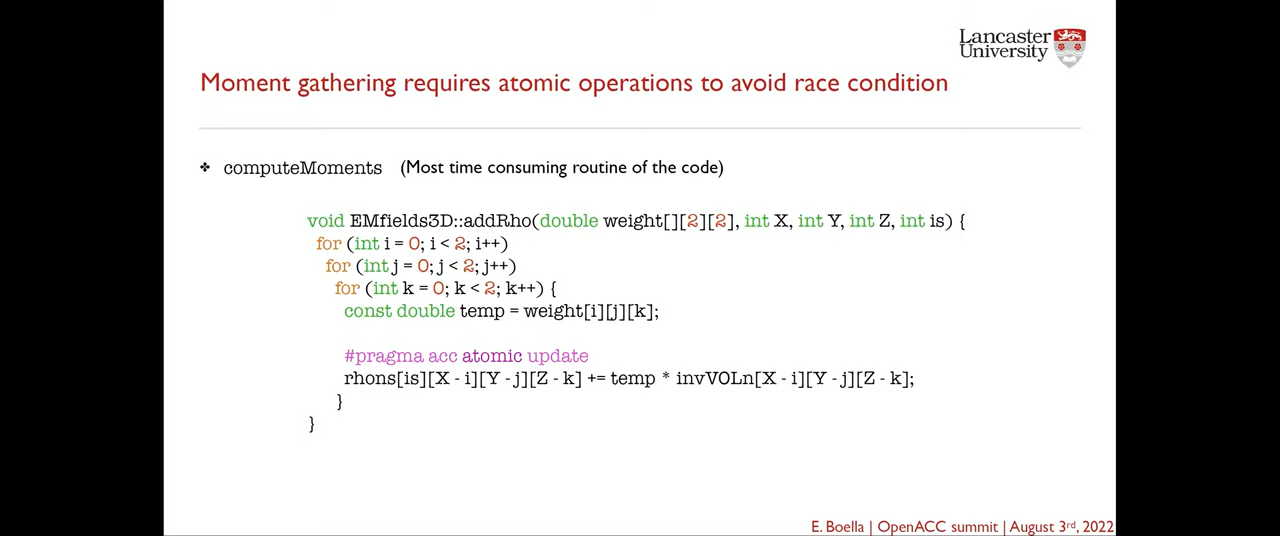 Lancaster
University
Moment gathering requires atomic operations to avoid race condition
❖ computeMoments (Most time consuming routine of the code)
void EMfields3D::addRho(double weight[][2][2], int X, int Y, int Z, int is) {
for (int i = 0; i < 2; i++)
for (int j = 0; j < 2; j++)
for (int k = 0; k < 2; k++) {
const double temp = weight[i][j][k];
#pragma acc atomic update
rhons[is][X - i][Y - j][Z - k] += temp * invVOLn[X - i][Y - j][Z - k];
}
}
E. Boella | OpenACC summit | August 3rd, 2022